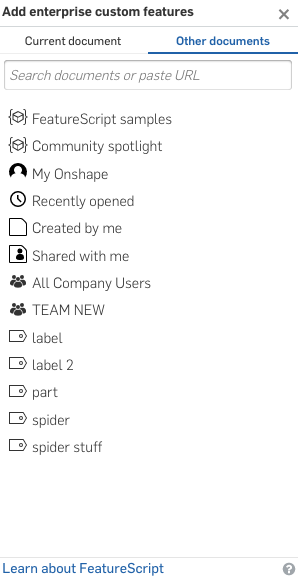 Add enterprise custom features
Current document
Other documents
Search documents or paste URL
FeatureScript samples
Community spotlight
My Onshape
Recently opened
Created by me
Shared with me
All Company Users
TEAM NEW
label
label 2
part
spider
spider stuff
Learn about FeatureScript